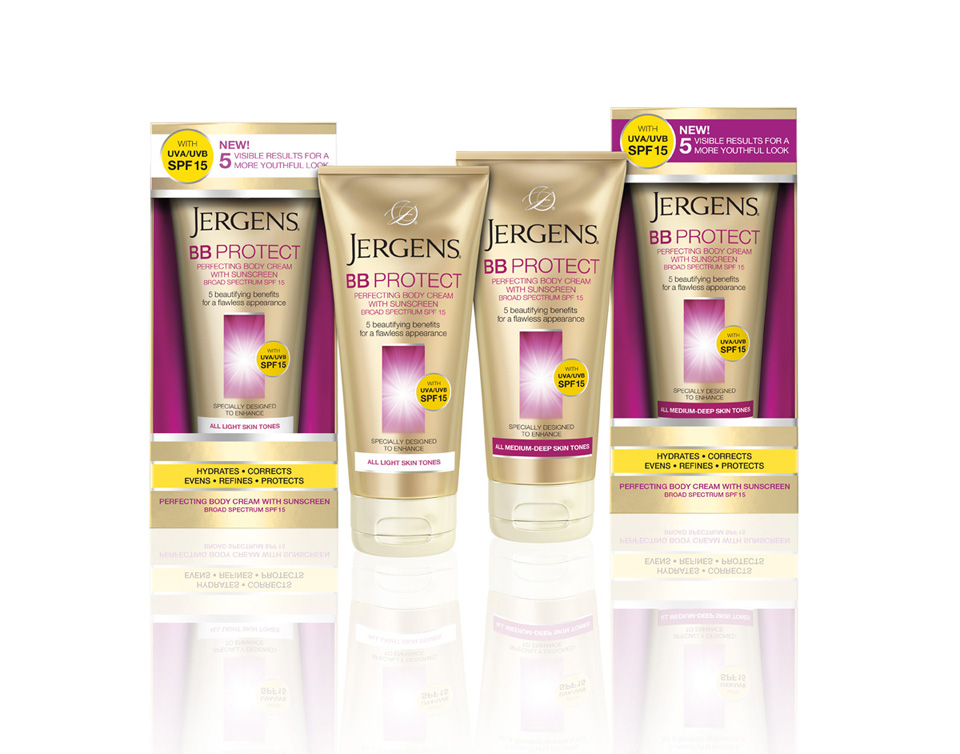 WITH
UVA/UVB
SPF15
NEW!
5 VISIBLE RESULTS FOR A
MORE YOUTHFUL LOOK
JERGENS®
BB PROTECT
PERFECTING BODY CREAM
WITH SUNSCREEN
BROAD SPECTRUM SPF 15
5 beautifying benefits
for a flawless appearance
WITH
UVA/UVB
SPF15
SPECIALLY DESIGNED
TO ENHANCE
ALL LIGHT SKIN TONES
HYDRATES • CORRECTS
EVENS • REFINES • PROTECTS
PERFECTING BODY CREAM WITH SUNSCREEN
BROAD SPECTRUM SPF 15
JERGENS®
BB PROTECT
PERFECTING BODY CREAM
WITH SUNSCREEN
BROAD SPECTRUM SPF 15
5 beautifying benefits
for a flawless appearance
WITH
UVA/UVB
SPF15
SPECIALLY DESIGNED
TO ENHANCE
ALL LIGHT SKIN TONES
JERGENS®
BB PROTECT
PERFECTING BODY CREAM
WITH SUNSCREEN
BROAD SPECTRUM SPF 15
5 beautifying benefits
for a flawless appearance
WITH
UVA/UVB
SPF15
SPECIALLY DESIGNED
TO ENHANCE
ALL MEDIUM-DEEP SKIN TONES
WITH
UVA/UVB
SPF15
NEW!
5 VISIBLE RESULTS FOR A
MORE YOUTHFUL LOOK
JERGENS®
BB PROTECT
PERFECTING BODY CREAM
WITH SUNSCREEN
BROAD SPECTRUM SPF 15
5 beautifying benefits
for a flawless appearance
WITH
UVA/UVB
SPF15
SPECIALLY DESIGNED
TO ENHANCE
ALL MEDIUM-DEEP SKIN TONES
HYDRATES • CORRECTS
EVENS • REFINES • PROTECTS
PERFECTING BODY CREAM WITH SUNSCREEN
BROAD SPECTRUM SPF 15